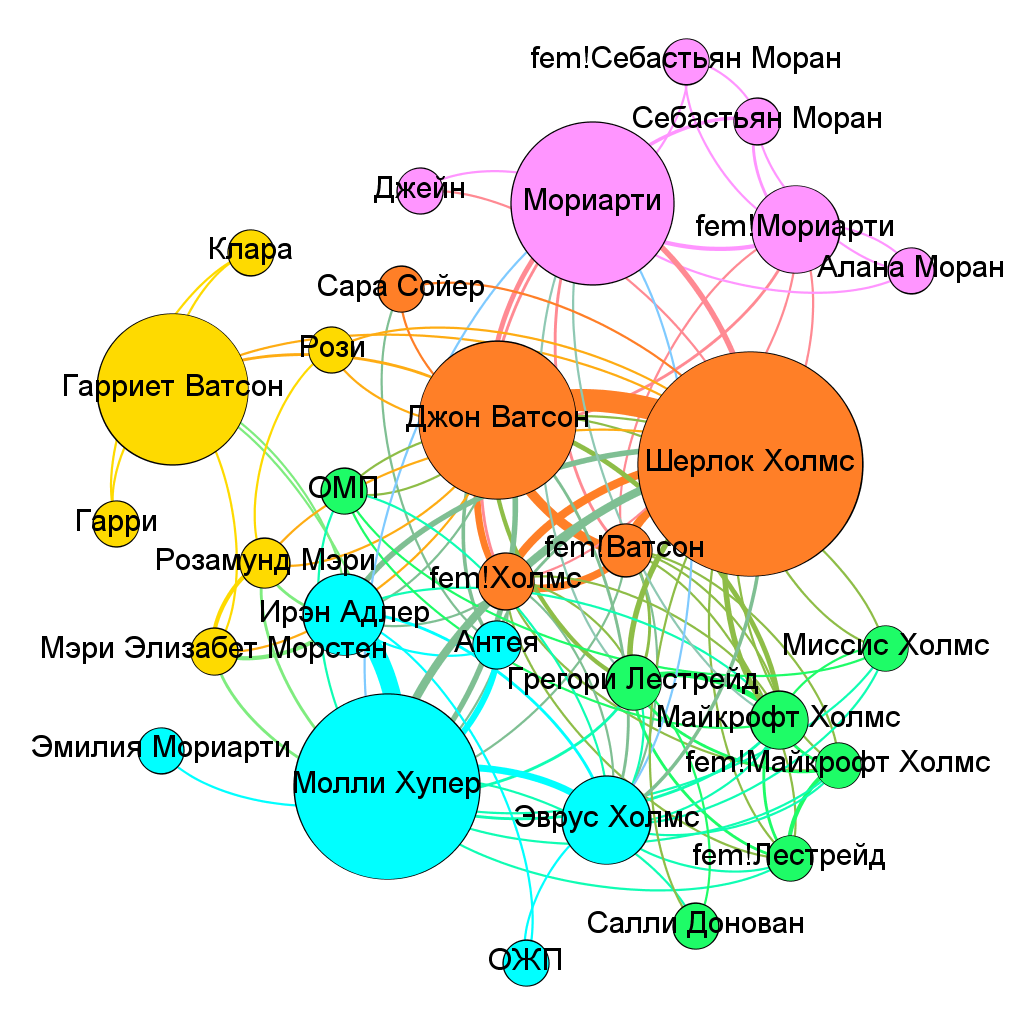 fem!Себастьян Моран
Себастьян Моран
Джейн
Мориарти
fem!Мориарти
Клара
Алана Моран
Сара Сойер
Рози
Гарриет Ватсон
Джон Ватсон
Шерлок Холмс
ОМП
Гарри
fem!Ватсон
Розамунд Мэри
fem!Холмс
Ирэн Адлер
Антея
Миссис Холмс
Мэри Элизабет Морстен
Грегори Лестрейд
Майкрофт Холмс
Эмилия Мориарти
fem!Майкрофт Холмс
Молли Хупер
Эврус Холмс
fem!Лестрейд
Салли Донован
ОЖП